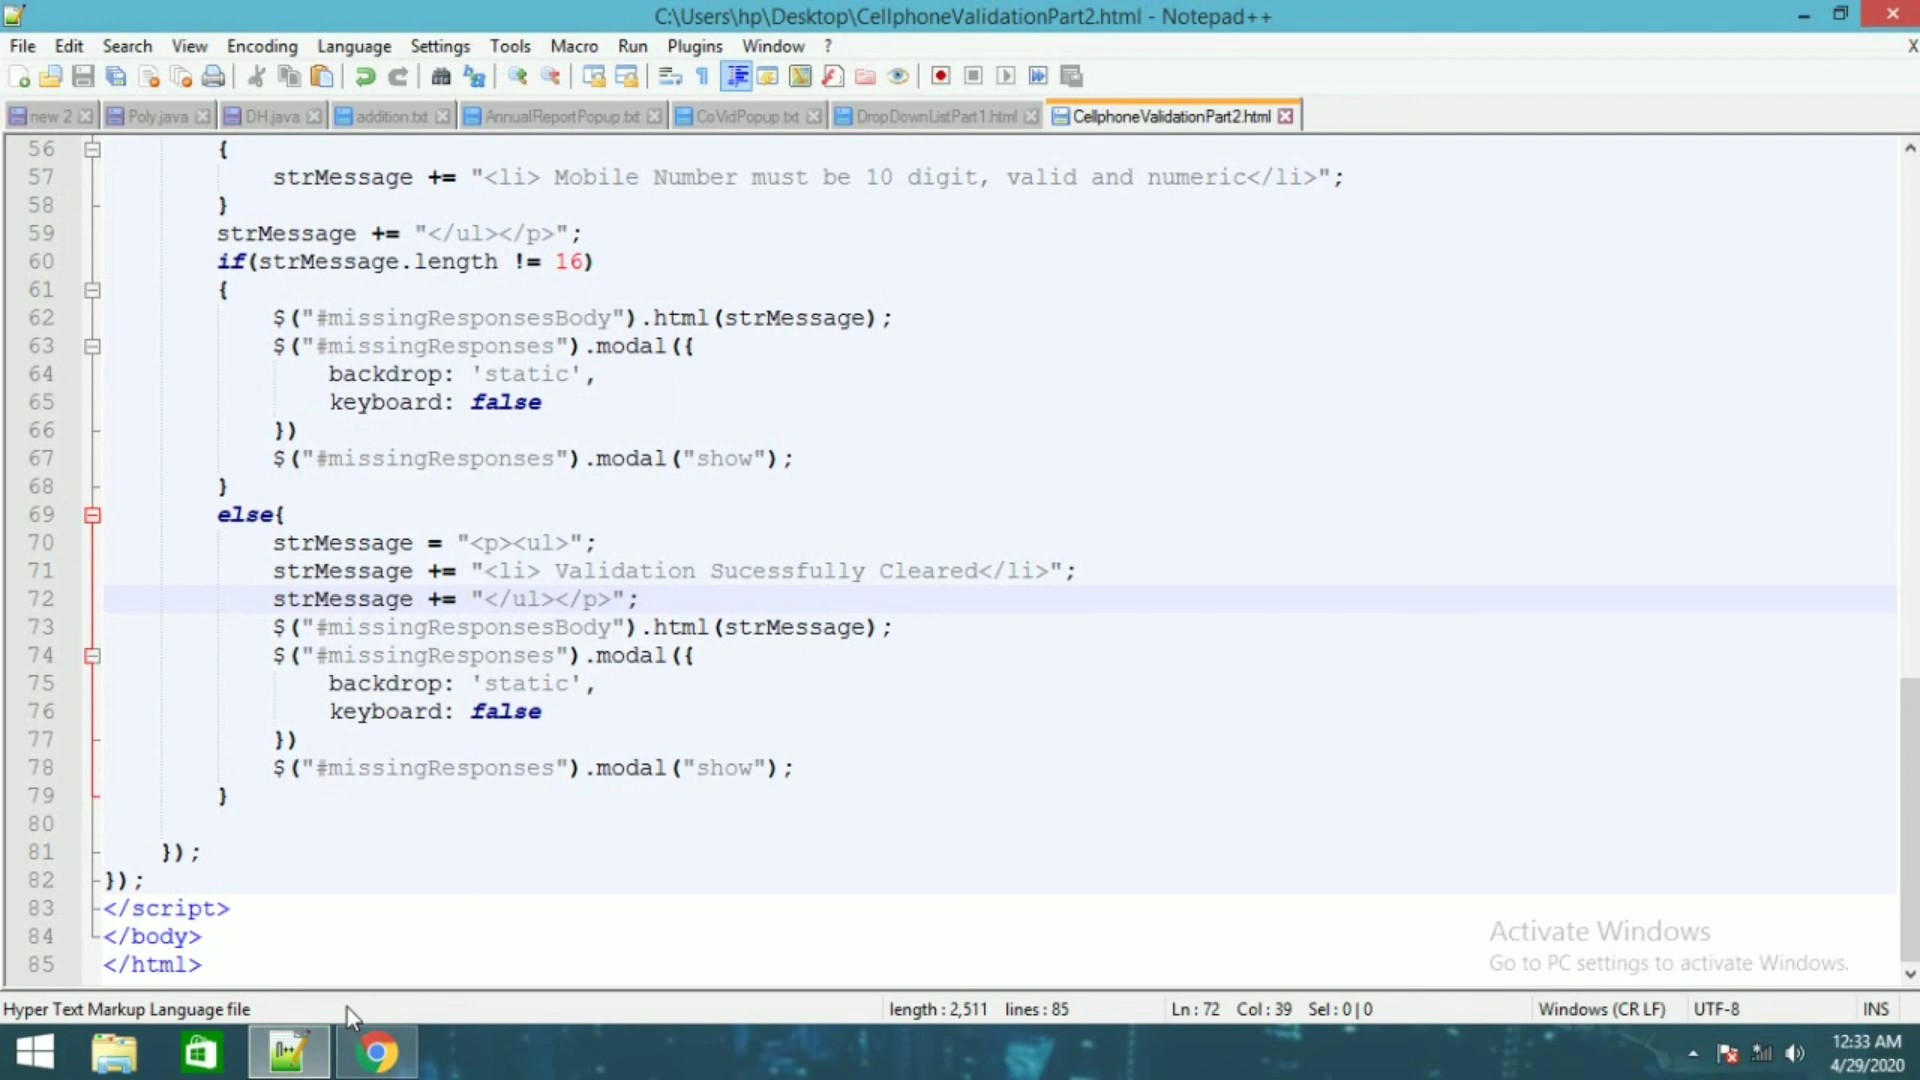 C:\Users\hp\Desktop\CellphoneValidationPart2.html - Notepad++
File Edit Search View Encoding Language Settings Tools Macro Run Plugins Window ? X
new 2 Poly.java DH.java addition.txt AnnualReportPopup.txt CoVidPopup.txt DropDownListPart1.html CellphoneValidationPart2.html
56 {
57 strMessage += "<li> Mobile Number must be 10 digit, valid and numeric</li>";
58 }
59 strMessage += "</ul></p>";
60 if(strMessage.length != 16)
61 {
62 $("#missingResponsesBody").html(strMessage);
63 $("#missingResponses").modal({
64 backdrop: 'static',
65 keyboard: false
66 })
67 $("#missingResponses").modal("show");
68 }
69 else{
70 strMessage = "<p><ul>";
71 strMessage += "<li> Validation Sucessfully Cleared</li>";
72 strMessage += "</ul></p>";
73 $("#missingResponsesBody").html(strMessage);
74 $("#missingResponses").modal({
75 backdrop: 'static',
76 keyboard: false
77 })
78 $("#missingResponses").modal("show");
79 }
80
81 });
82 });
83 </script>
84 </body>
85 </html>
Activate Windows
Go to PC settings to activate Windows.
Hyper Text Markup Language file length : 2,511 lines : 85 Ln : 72 Col : 39 Sel : 0 | 0 Windows (CR LF) UTF-8 INS
12:33 AM
4/29/2020